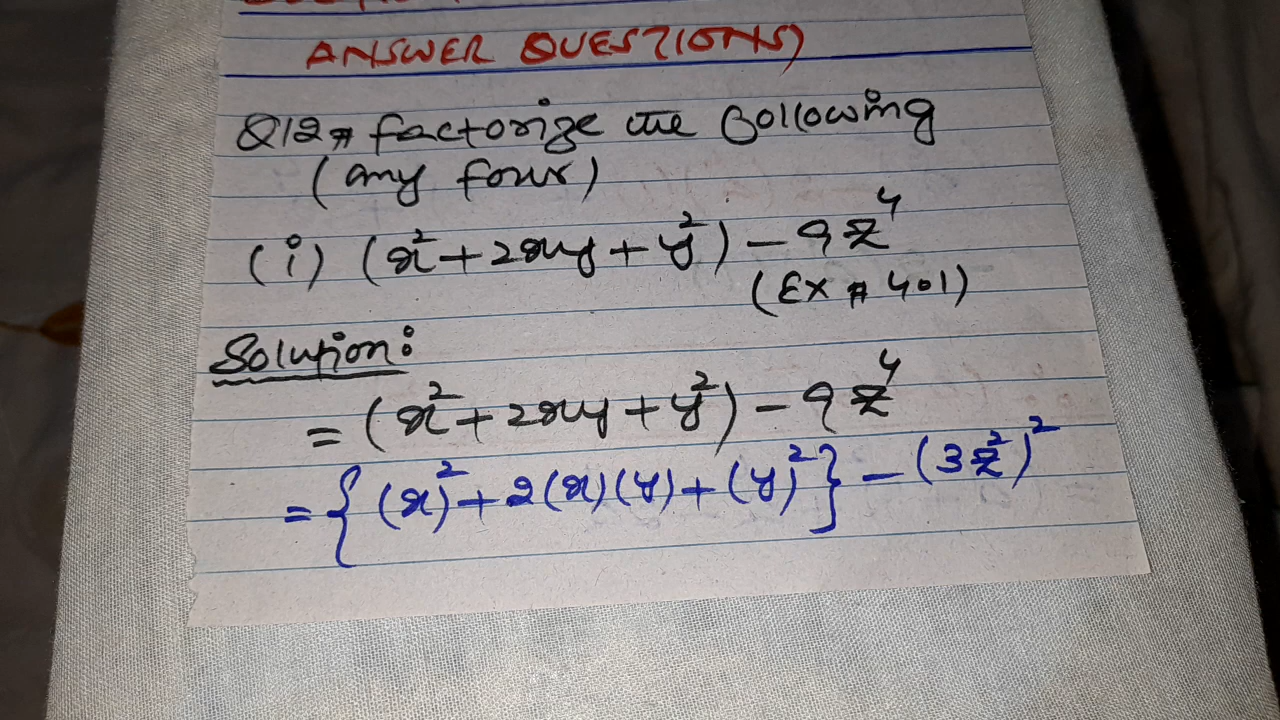 ANSWER QUESTIONS)
Q12# factorize the following
(any four)
(i) (x²+2xy+y²)-9z⁴
(Ex # 4.1)
Solution:
=(x²+2xy+y²)-9z⁴
={(x)²+2(x)(y)+(y)²}-(3z²)²